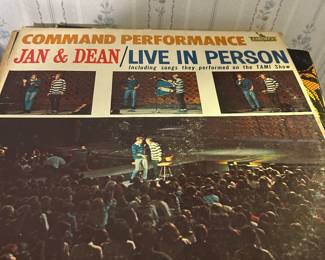 COMMAND PERFORMANCE
JAN & DEAN/LIVE IN PERSON
Including songs they performed on the TAMI Show